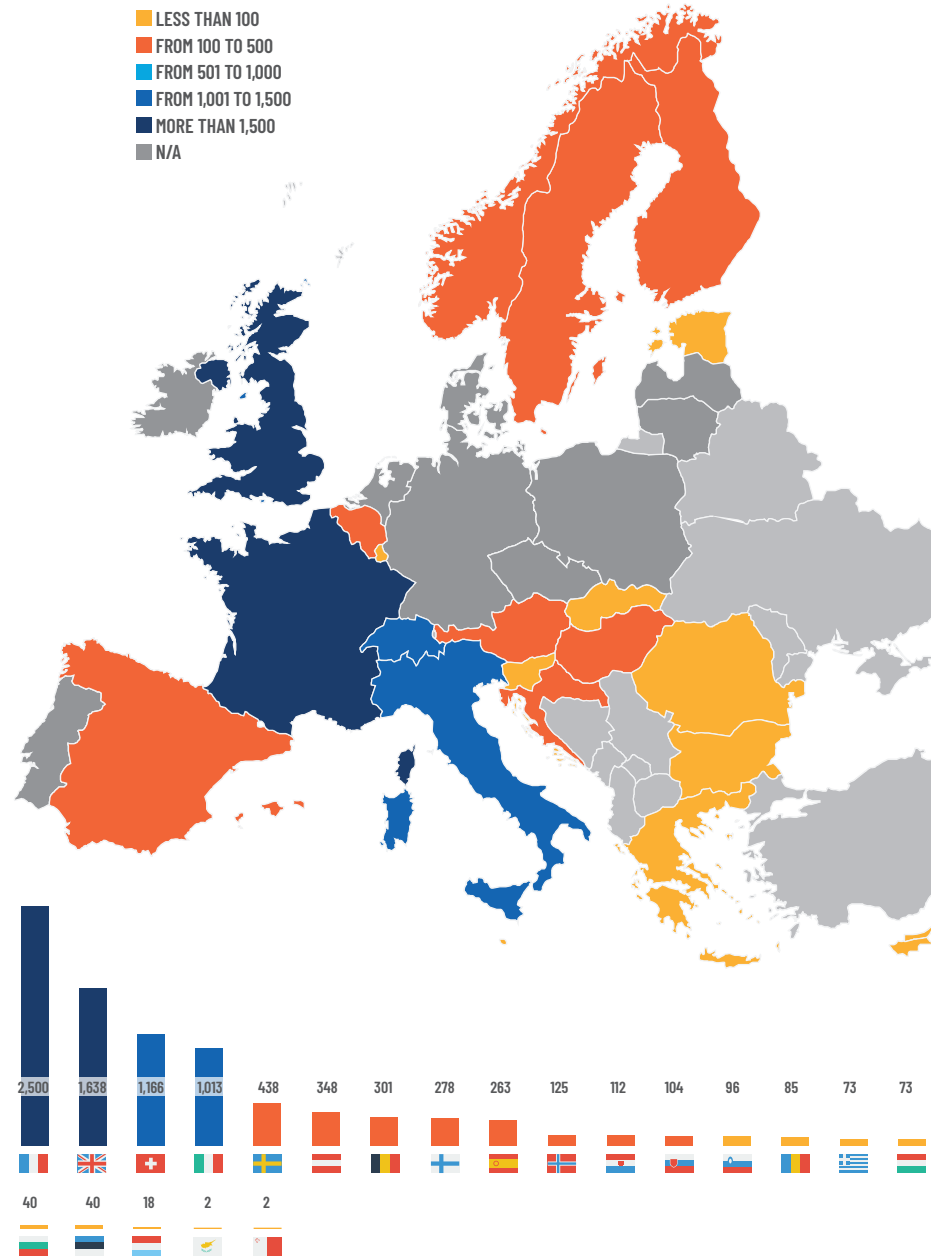 LESS THAN 100
FROM 100 TO 500
FROM 501 TO 1,000
FROM 1,001 TO 1,500
MORE THAN 1,500
N/A
2,500 1,638 1,166 1,013 438 348 301 278 263 125 112 104 96 85 73 73
40 40 18 2 2